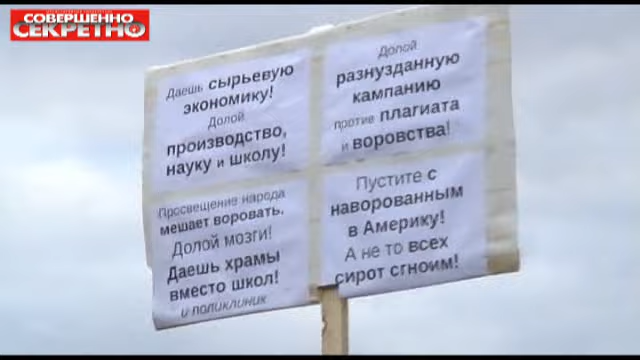 СОВЕРШЕННО
СЕКРЕТНО
Даешь сырьевую
экономику!
Долой
производство,
науку и школу!
Долой
разнузданную
кампанию
против плагиата
и воровства!
Просвещение народа
мешает воровать.
Долой мозги!
Даешь храмы
вместо школ!
и поликлиник
Пустите с
наворованным
в Америку!
А не то всех
сирот сгноим!